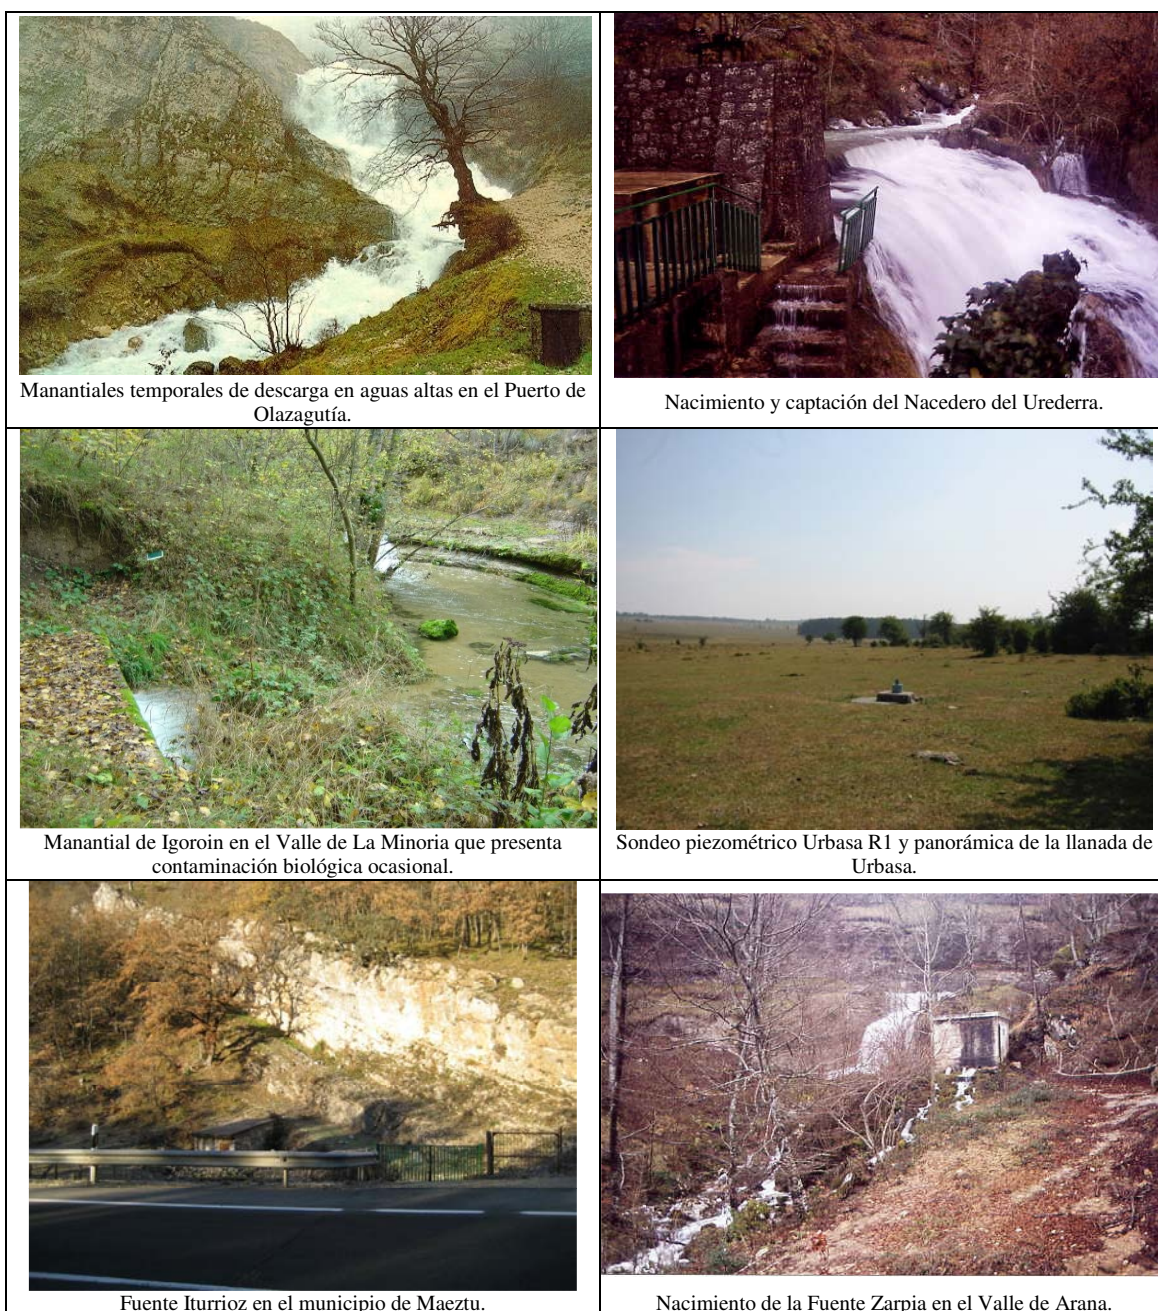 Manantiales temporales de descarga en aguas altas en el Puerto de
Olazagutía.
Nacimiento y captación del Nacedero del Urederra.
Manantial de Igoroin en el Valle de La Minoria que presenta
contaminación biológica ocasional.
Sondeo piezométrico Urbasa R1 y panorámica de la llanada de
Urbasa.
Fuente Iturrioz en el municipio de Maeztu.
Nacimiento de la Fuente Zarpia en el Valle de Arana.